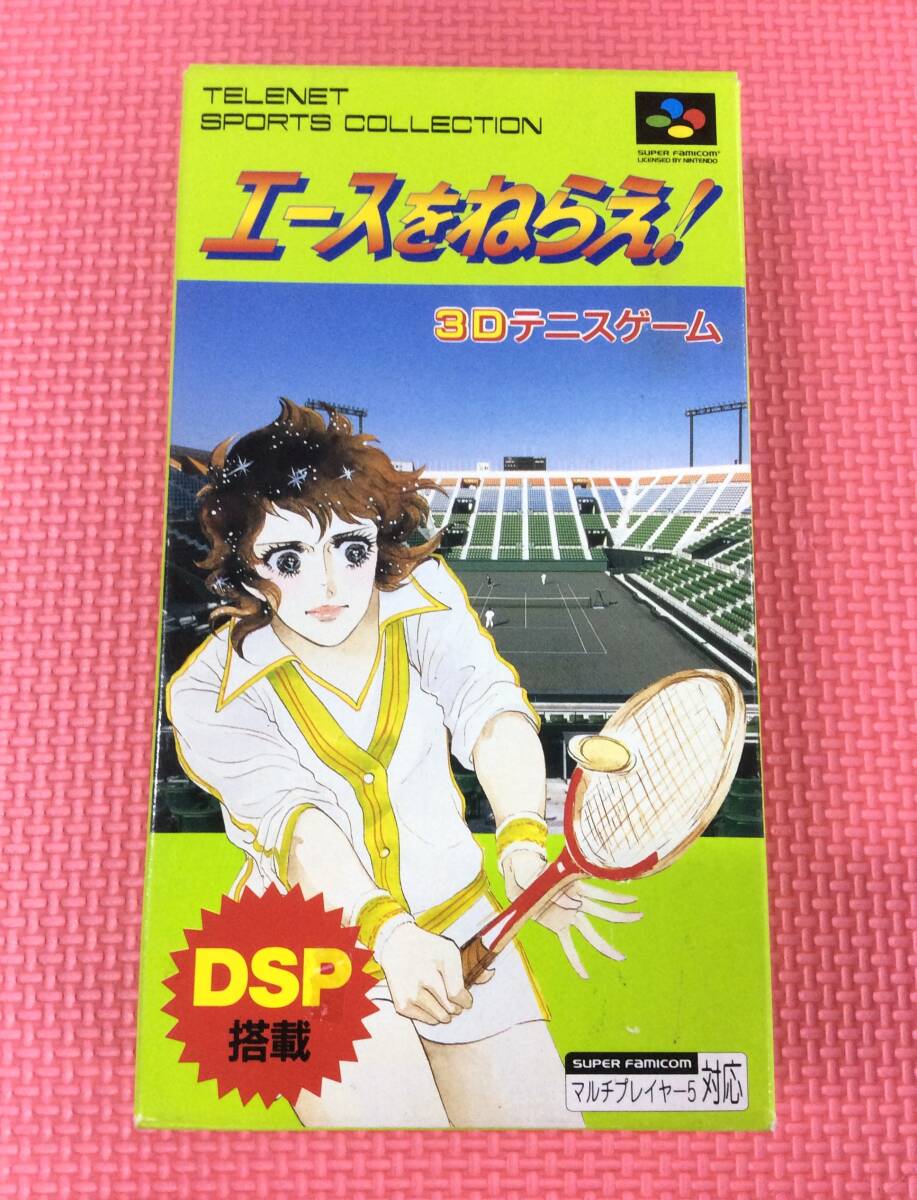 TELENET
SPORTS COLLECTION
SUPER FAMICOM
LICENSED BY NINTENDO
エースをねらえ!
3Dテニスゲーム
DSP
搭載
SUPER FAMICOM
マルチプレイヤー5 対応